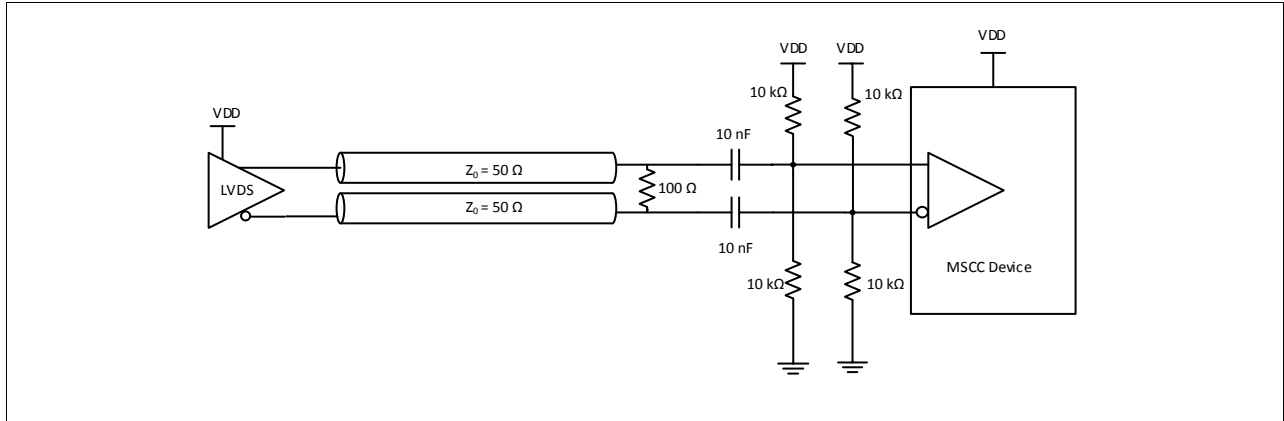 VDD
VDD
VDD
10 kΩ
10 kΩ
VDD
10 nF
LVDS
Z₀ = 50 Ω
100 Ω
Z₀ = 50 Ω
10 nF
MSCC Device
10 kΩ
10 kΩ